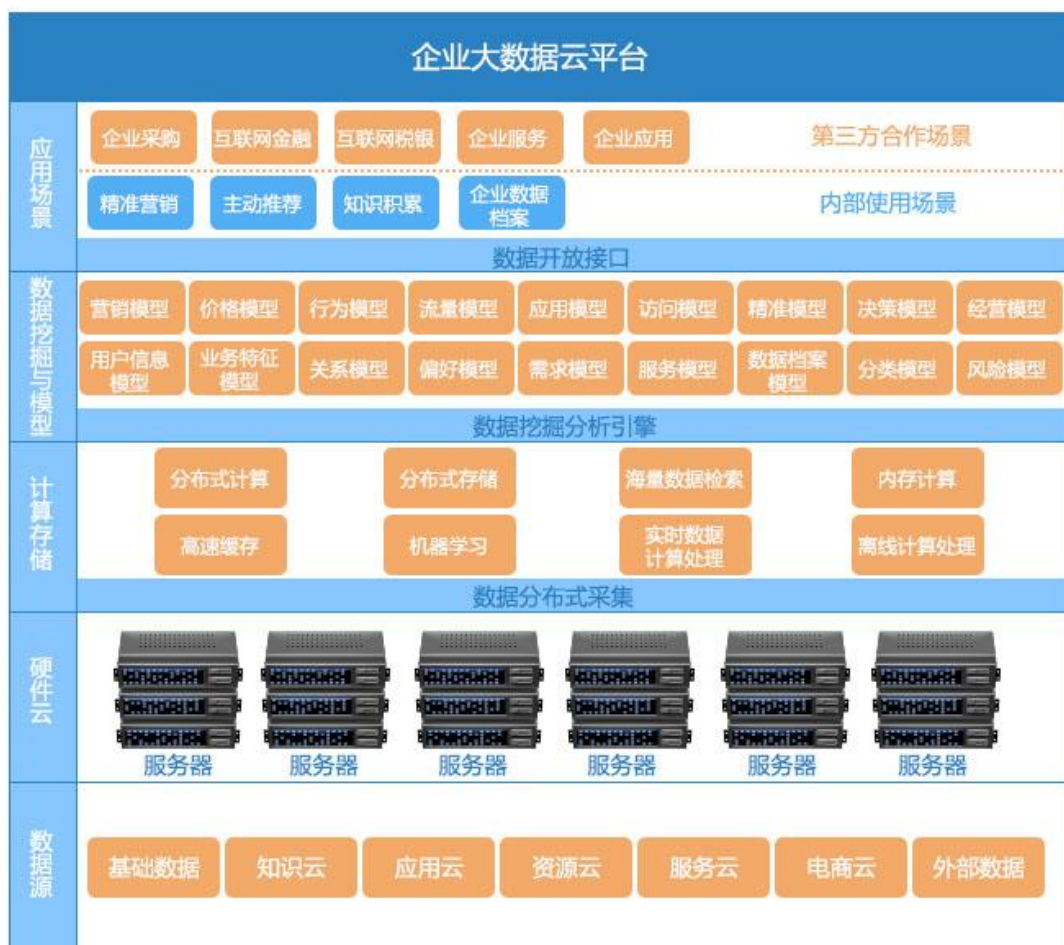 企业大数据云平台
应用场景
企业采购 互联网金融 互联网税银 企业服务 企业应用 第三方合作场景
精准营销 主动推荐 知识积累 企业数据档案 内部使用场景
数据开放接口
数据挖掘与模型
营销模型 价格模型 行为模型 流量模型 应用模型 访问模型 精准模型 决策模型 经营模型
用户信息模型 业务特征模型 关系模型 偏好模型 需求模型 服务模型 数据档案模型 分类模型 风险模型
数据挖掘分析引擎
计算存储
分布式计算 分布式存储 海量数据检索 内存计算
高速缓存 机器学习 实时数据计算处理 离线计算处理
数据分布式采集
硬件云
服务器 服务器 服务器 服务器 服务器 服务器
数据源
基础数据 知识云 应用云 资源云 服务云 电商云 外部数据